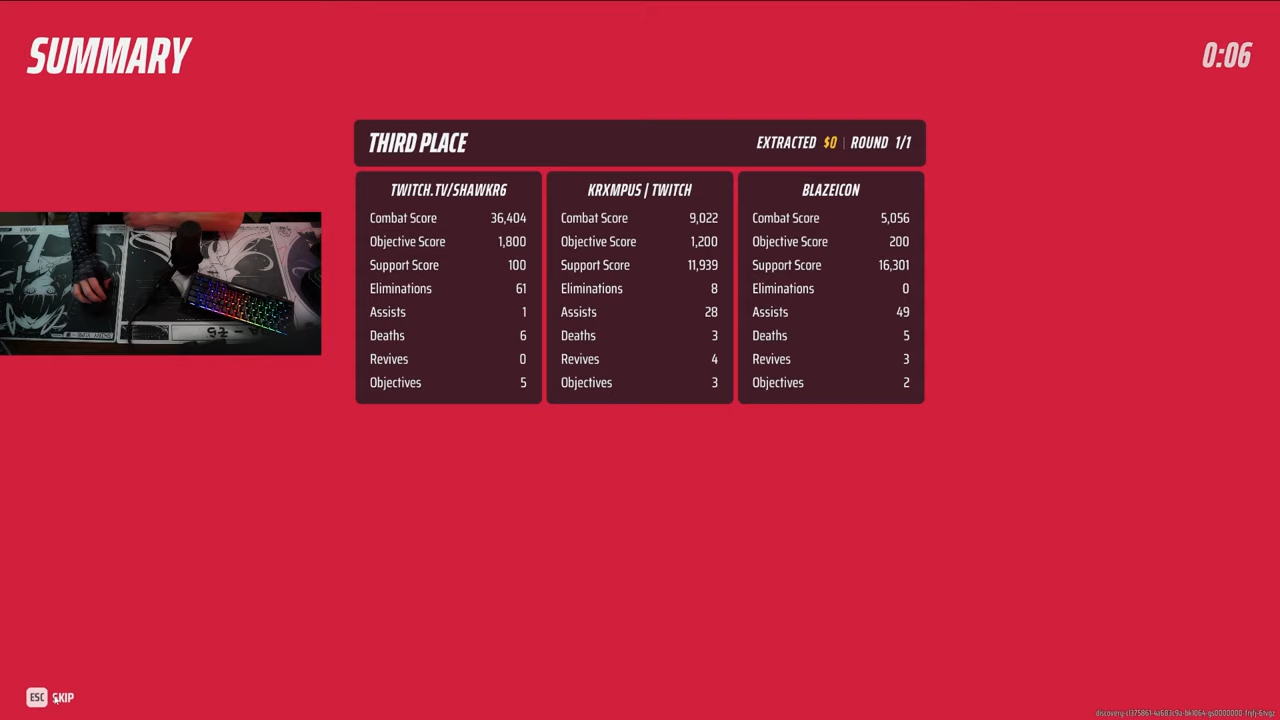 SUMMARY
0:06
THIRD PLACE
EXTRACTED $0 | ROUND 1/1
TWITCH.TV/SHAWKR6
Combat Score 36,404
Objective Score 1,800
Support Score 100
Eliminations 61
Assists 1
Deaths 6
Revives 0
Objectives 5
KRXMPUS | TWITCH
Combat Score 9,022
Objective Score 1,200
Support Score 11,939
Eliminations 8
Assists 28
Deaths 3
Revives 4
Objectives 3
BLAZEICON
Combat Score 5,056
Objective Score 200
Support Score 16,301
Eliminations 0
Assists 49
Deaths 5
Revives 3
Objectives 2
ESC SKIP